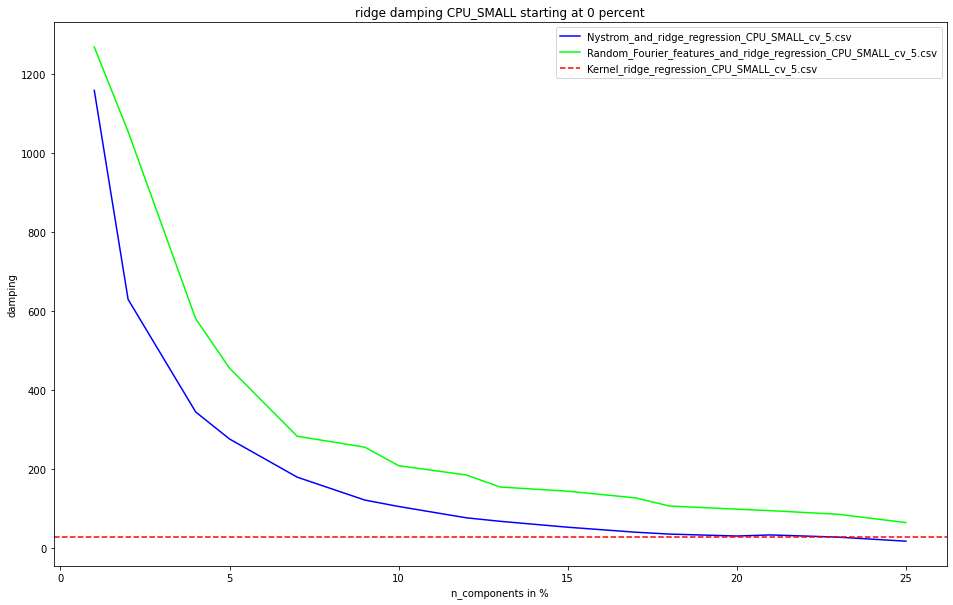 ridge damping CPU_SMALL starting at 0 percent
Nystrom_and_ridge_regression_CPU_SMALL_cv_5.csv
Random_Fourier_features_and_ridge_regression_CPU_SMALL_cv_5.csv
Kernel_ridge_regression_CPU_SMALL_cv_5.csv
damping
1200
1000
800
600
400
200
0
0 5 10 15 20 25
n_components in %